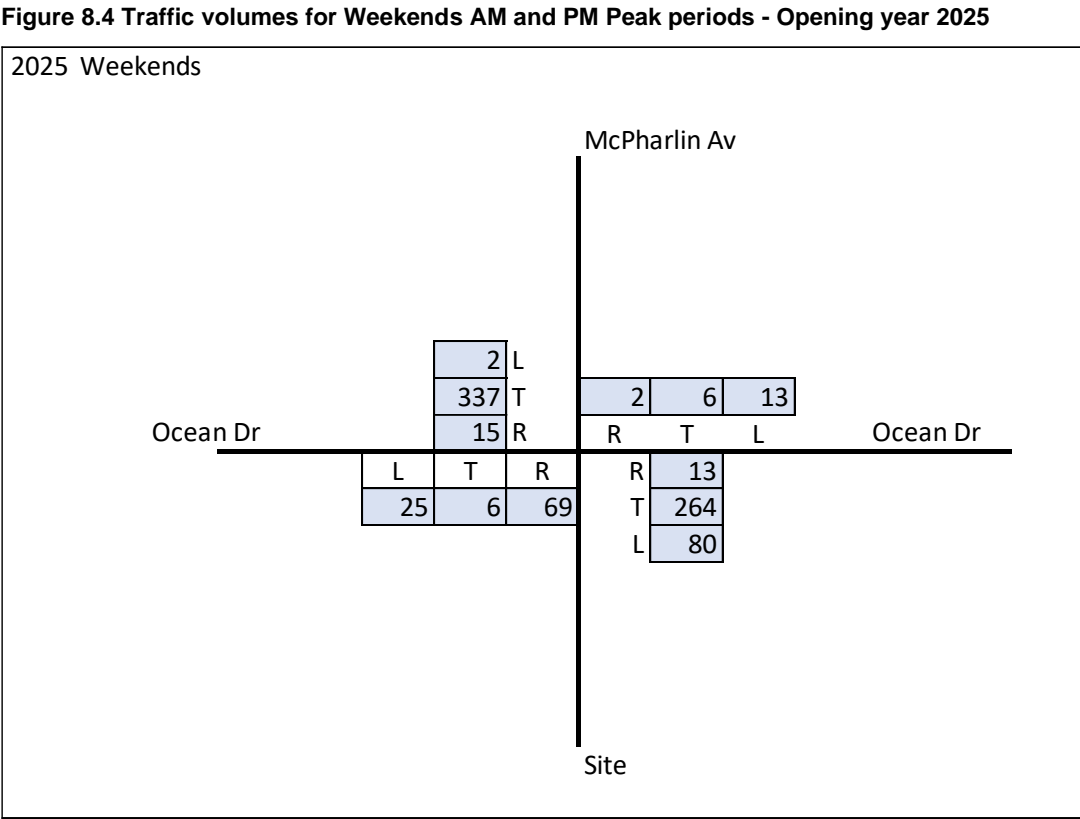 Figure 8.4 Traffic volumes for Weekends AM and PM Peak periods - Opening year 2025
2025 Weekends
McPharlin Av
2 L
337 T
2 6 13
Ocean Dr
15 R
R T L
Ocean Dr
L T R
R 13
25 6 69
T 264
L 80
Site